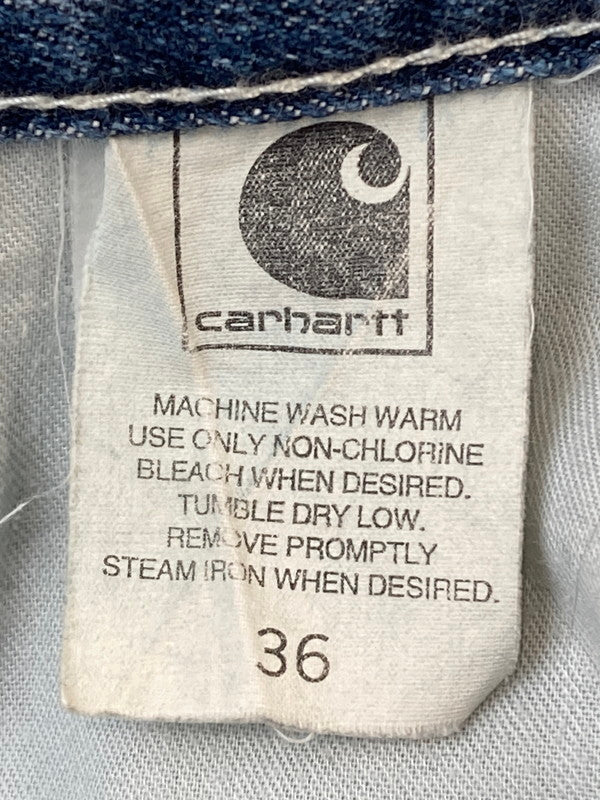 carhartt
MACHINE WASH WARM
USE ONLY NON-CHLORINE
BLEACH WHEN DESIRED.
TUMBLE DRY LOW.
REMOVE PROMPTLY
STEAM IRON WHEN DESIRED.
36